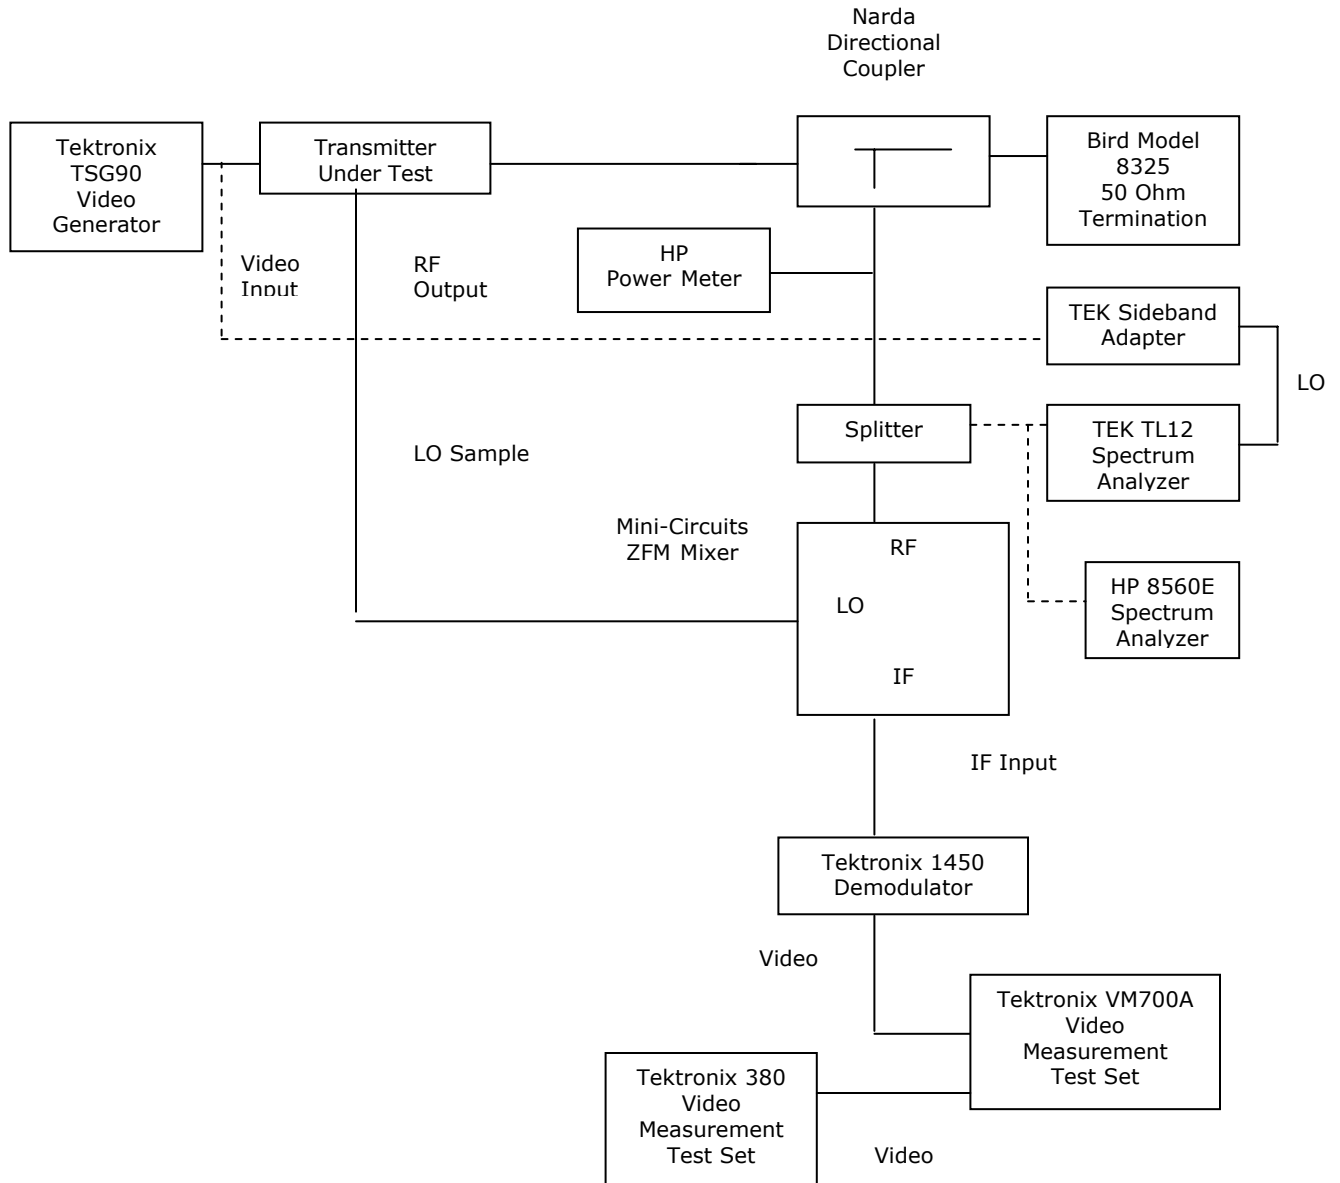 Narda
Directional
Coupler
Tektronix
TSG90
Video
Generator
Transmitter
Under Test
Bird Model
8325
50 Ohm
Termination
Video
Input
RF
Output
HP
Power Meter
TEK Sideband
Adapter
LO
Splitter
TEK TL12
Spectrum
Analyzer
LO Sample
Mini-Circuits
ZFM Mixer
RF
LO
IF
HP 8560E
Spectrum
Analyzer
IF Input
Tektronix 1450
Demodulator
Video
Tektronix VM700A
Video
Measurement
Test Set
Tektronix 380
Video
Measurement
Test Set
Video